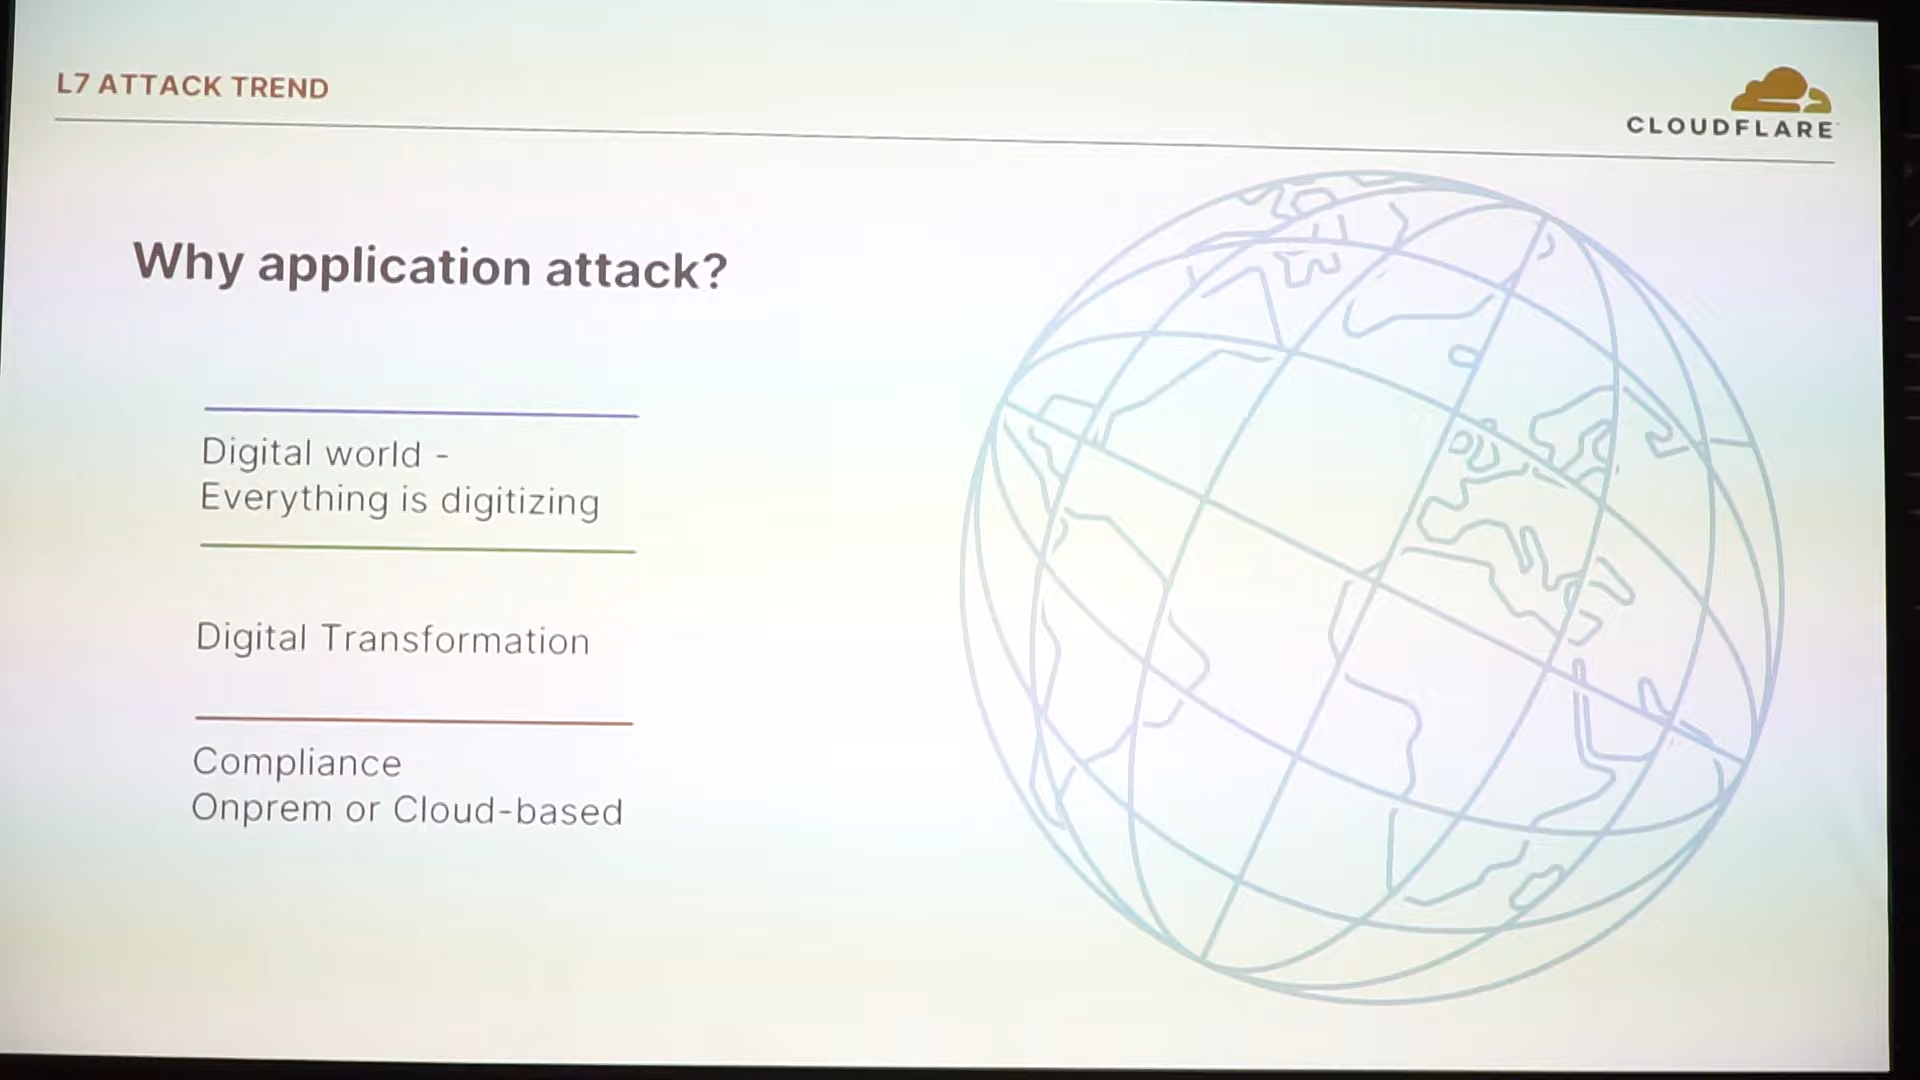 L7 ATTACK TREND
CLOUDFLARE
Why application attack?
Digital world -
Everything is digitizing
Digital Transformation
Compliance
Onprem or Cloud-based